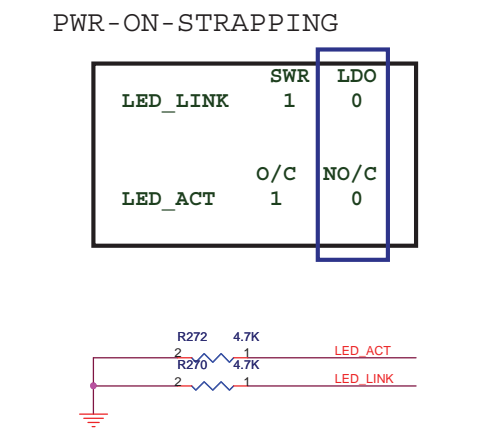 PWR-ON-STRAPPING
SWR LDO
LED_LINK 1 0
O/C NO/C
LED_ACT 1 0
R272 4.7K
2 1 LED_ACT
R270 4.7K
2 1 LED_LINK